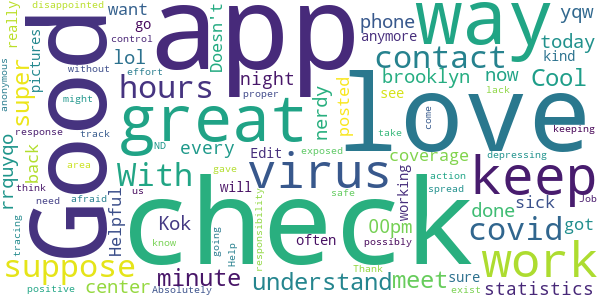 disappointed
want
go
really
pictures
control
anymore
phone
yqw
app
way
Doesn't
lol
contact
today
kind
super
without
effort
hours
night
brooklyn
now
Cool
anonymous
might
proper
Good
great
nerdy
posted
see
lack
love
response
track
rrquyqo
back
ND
Edit
exposed
take
come
keeping
With
every
virus
coverage
depressing
keep
area
gave
working
action
spread
Job
think
us
Helpful
check
safe
need
afraid
will
Kok
often
00pm
done
sick
got
tracing
know
going
Help
responsibility
possibly
covid
work
suppose
minute
Thank
meet
sure
positive
center
Absolutely
understand
exist
statistics